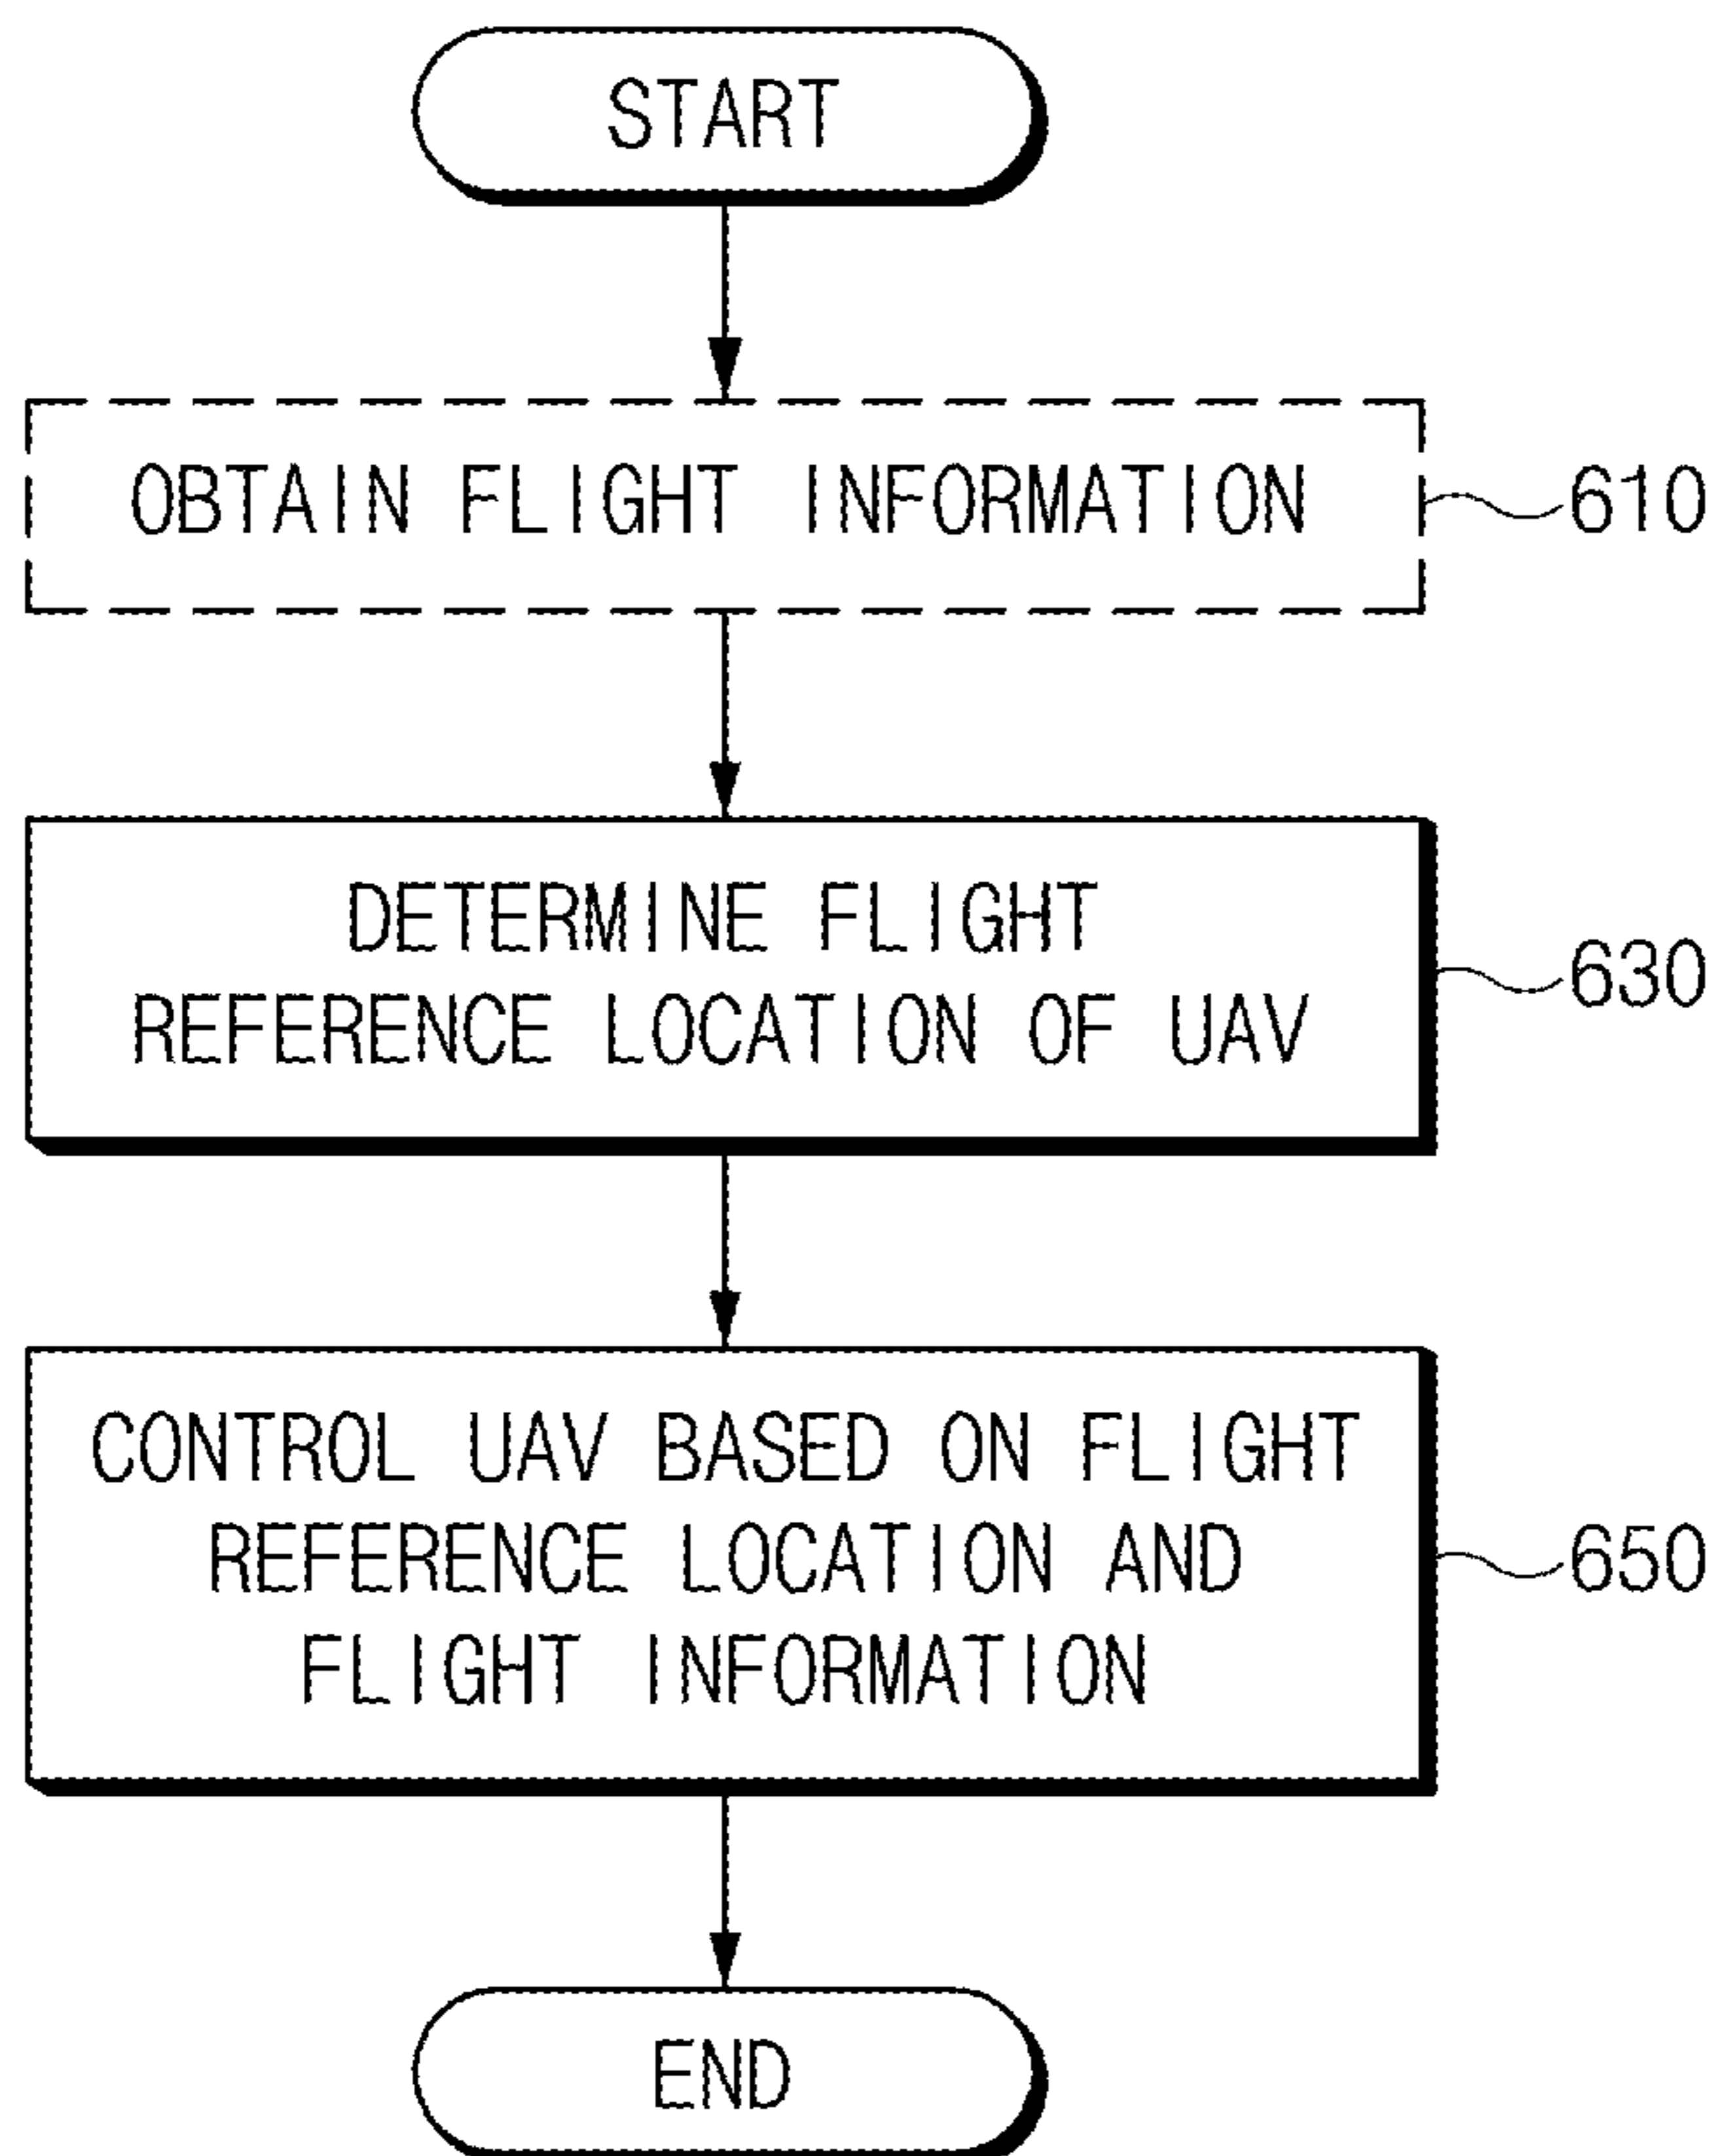 START
OBTAIN FLIGHT INFORMATION
610
DETERMINE FLIGHT
REFERENCE LOCATION OF UAV
630
CONTROL UAV BASED ON FLIGHT
REFERENCE LOCATION AND
FLIGHT INFORMATION
650
END